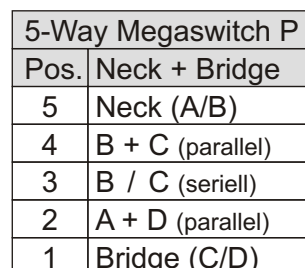 5-Way Megaswitch P
Pos. Neck + Bridge
5 Neck (A/B)
4 B + C (parallel)
3 B / C (seriell)
2 A + D (parallel)
1 Bridge (C/D)